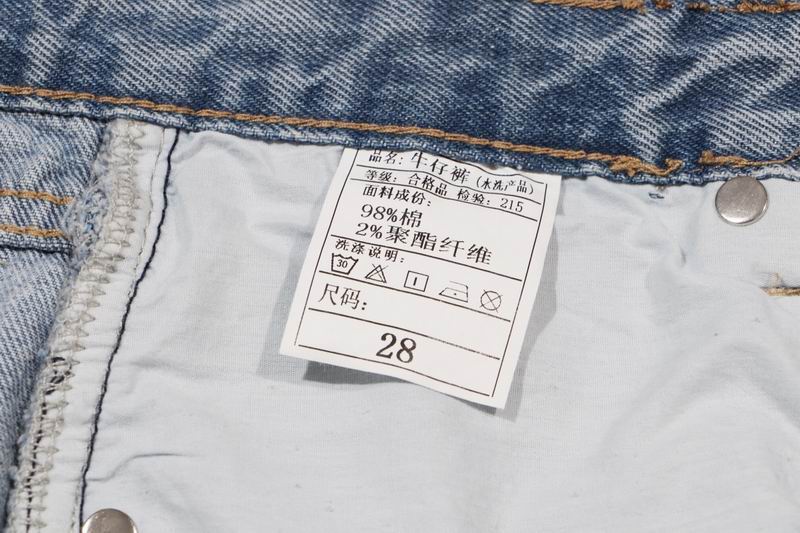 品名: 牛仔裤 (水洗产品)
等级: 合格品 检验: 215
面料成份:
98%棉
2%聚酯纤维
洗涤说明:
30
尺码:
28